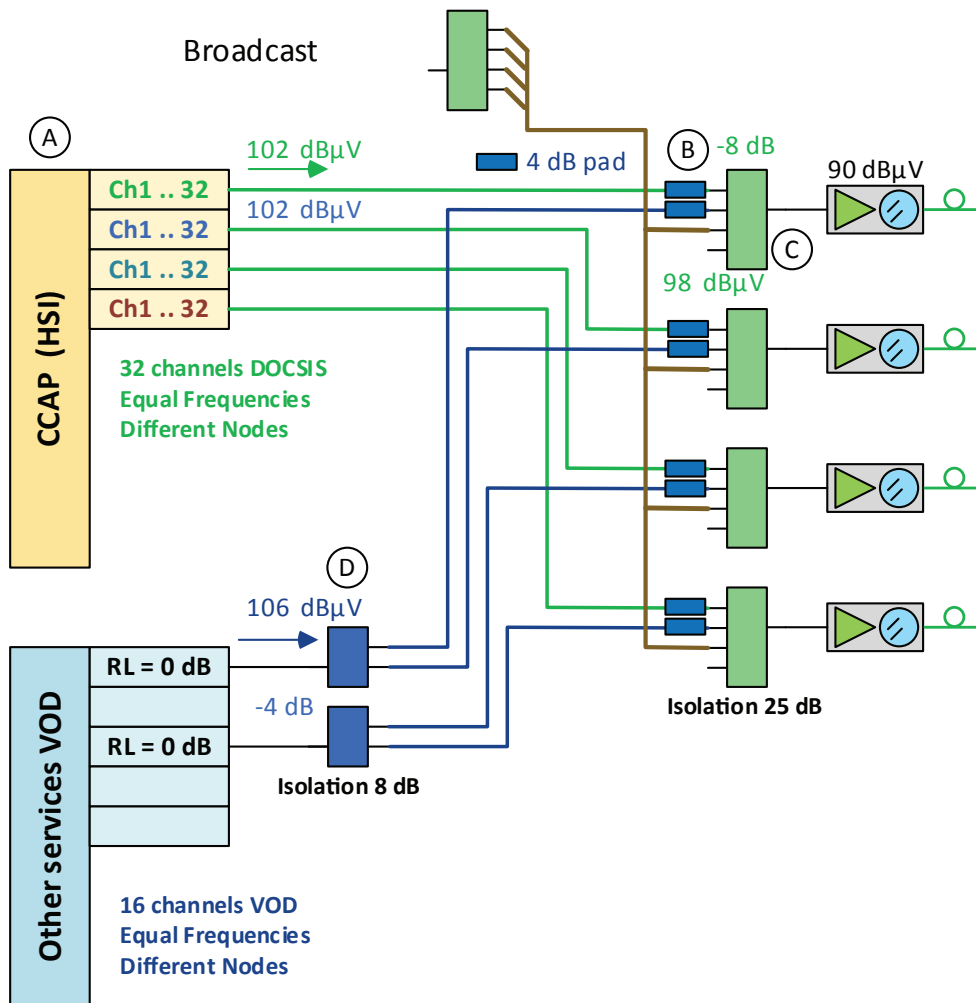 Broadcast
A
102 dBµV
4 dB pad
B
-8 dB
90 dBµV
CCAP (HSI)
Ch1 .. 32
102 dBµV
Ch1 .. 32
Ch1 .. 32
Ch1 .. 32
C
98 dBµV
32 channels DOCSIS
Equal Frequencies
Different Nodes
D
106 dBµV
Other services VOD
RL = 0 dB
-4 dB
RL = 0 dB
Isolation 8 dB
Isolation 25 dB
16 channels VOD
Equal Frequencies
Different Nodes